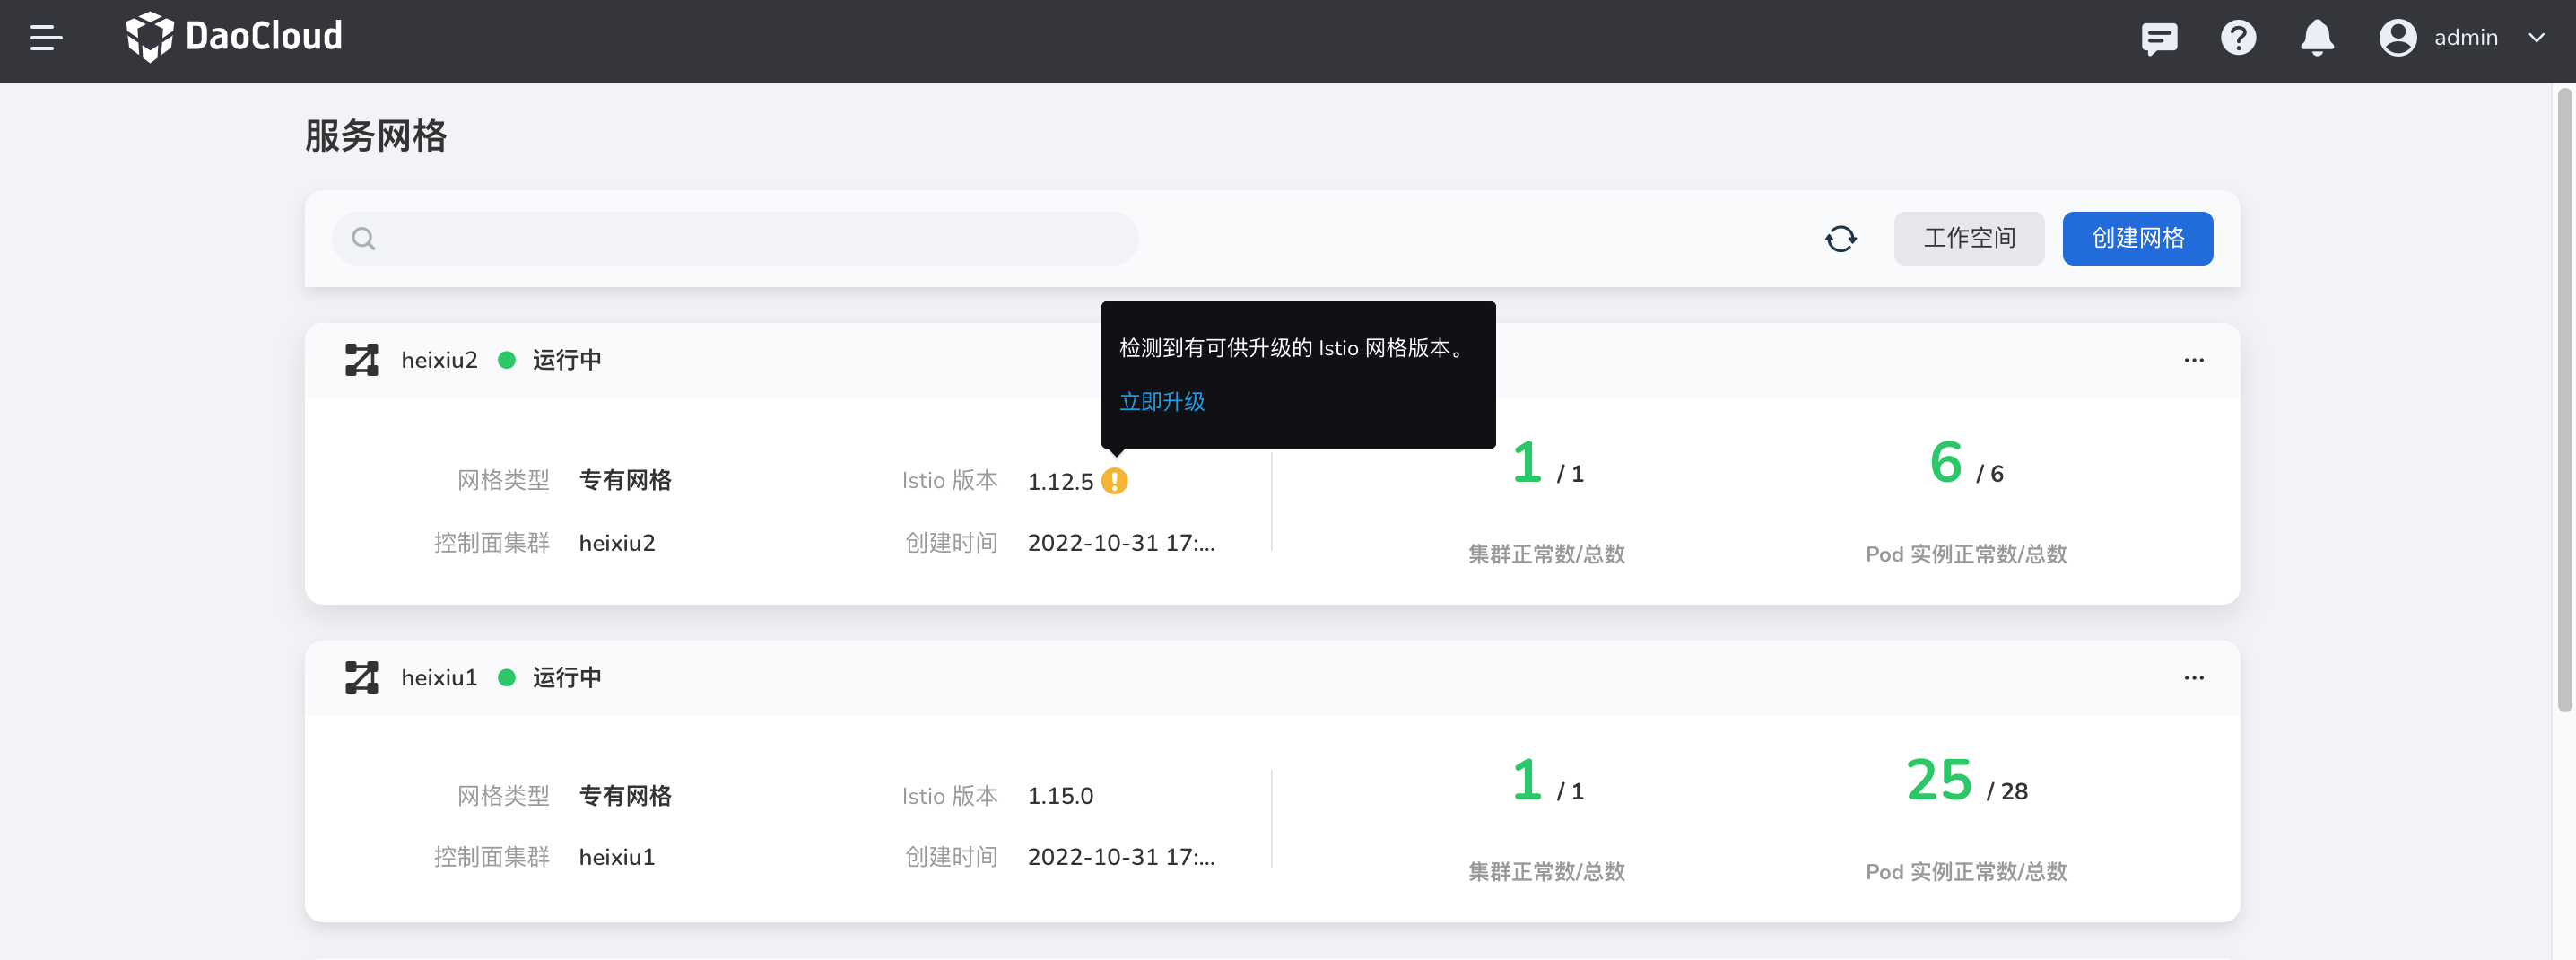 DaoCloud
admin
服务网格
工作空间
创建网格
检测到有可供升级的 Istio 网格版本。
立即升级
heixiu2 运行中
网格类型 专有网格
Istio 版本 1.12.5
1 / 1
6 / 6
控制面集群 heixiu2
创建时间 2022-10-31 17:...
集群正常数/总数
Pod 实例正常数/总数
heixiu1 运行中
网格类型 专有网格
Istio 版本 1.15.0
1 / 1
25 / 28
控制面集群 heixiu1
创建时间 2022-10-31 17:...
集群正常数/总数
Pod 实例正常数/总数